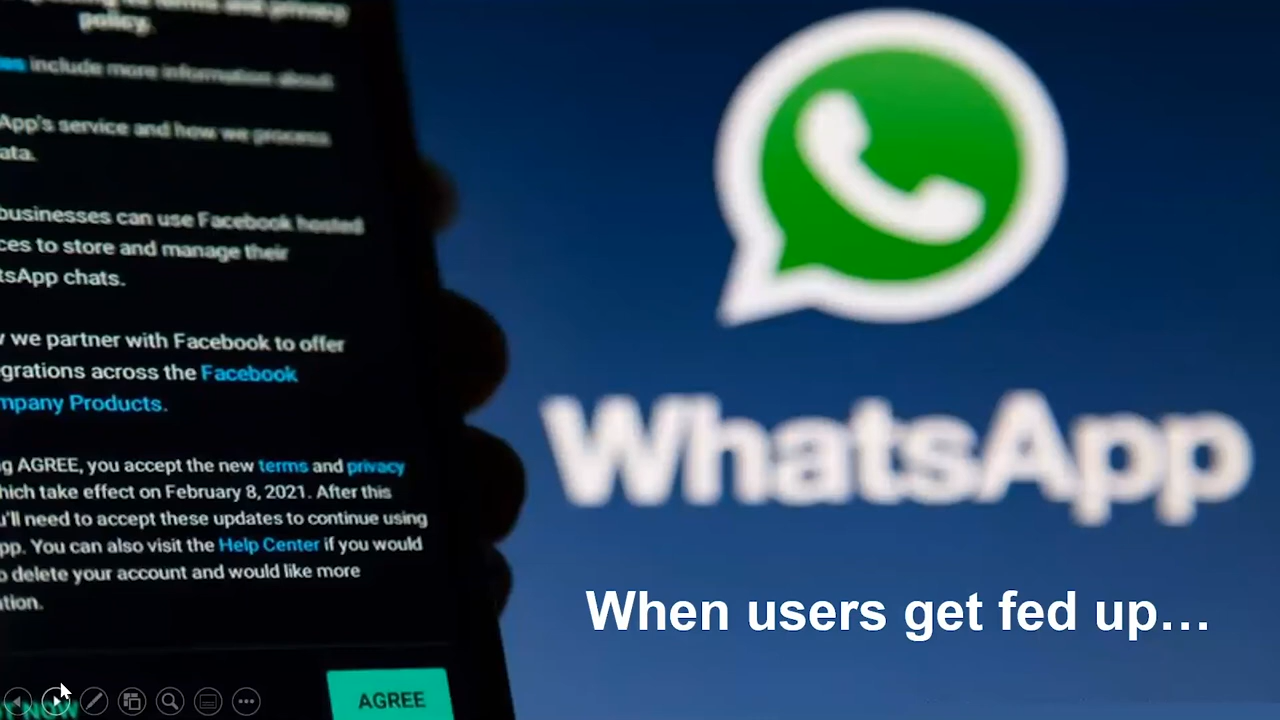 policy.
include more information about
App's service and how we process
ata.
businesses can use Facebook hosted
ces to store and manage their
tsApp chats.
we partner with Facebook to offer
egrations across the Facebook
mpany Products.
g AGREE, you accept the new terms and privacy
hich take effect on February 8, 2021. After this
u'll need to accept these updates to continue using
pp. You can also visit the Help Center if you would
o delete your account and would like more
ation.
AGREE
NOW
WhatsApp
When users get fed up…